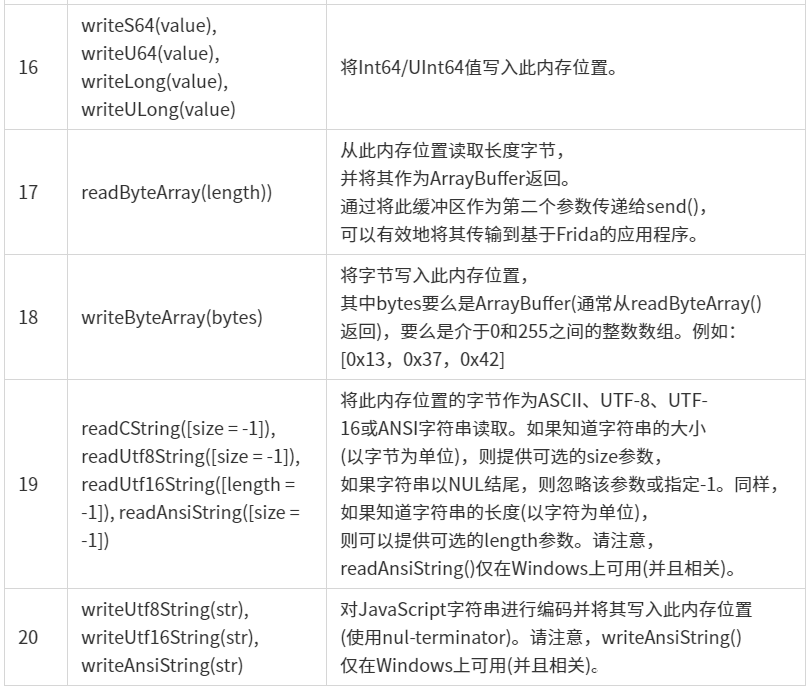 16
writeS64(value),
writeU64(value),
writeLong(value),
writeULong(value)
将Int64/UInt64值写入此内存位置。
17
readByteArray(length))
从此内存位置读取长度字节，
并将其作为ArrayBuffer返回。
通过将此缓冲区作为第二个参数传递给send()，
可以有效地将其传输到基于Frida的应用程序。
18
writeByteArray(bytes)
将字节写入此内存位置，
其中bytes要么是ArrayBuffer(通常从readByteArray()
返回)，要么是介于0和255之间的整数数组。例如：
[0x13，0x37，0x42]
19
readCString([size = -1]),
readUtf8String([size = -1]),
readUtf16String([length =
-1]), readAnsiString([size =
-1])
将此内存位置的字节作为ASCII、UTF-8、UTF-
16或ANSI字符串读取。如果知道字符串的大小
(以字节为单位)，则提供可选的size参数，
如果字符串以NUL结尾，则忽略该参数或指定-1。同样，
如果知道字符串的长度(以字符为单位)，
则可以提供可选的length参数。请注意，
readAnsiString()仅在Windows上可用(并且相关)。
20
writeUtf8String(str),
writeUtf16String(str),
writeAnsiString(str)
对JavaScript字符串进行编码并将其写入此内存位置
(使用nul-terminator)。请注意，writeAnsiString()
仅在Windows上可用(并且相关)。